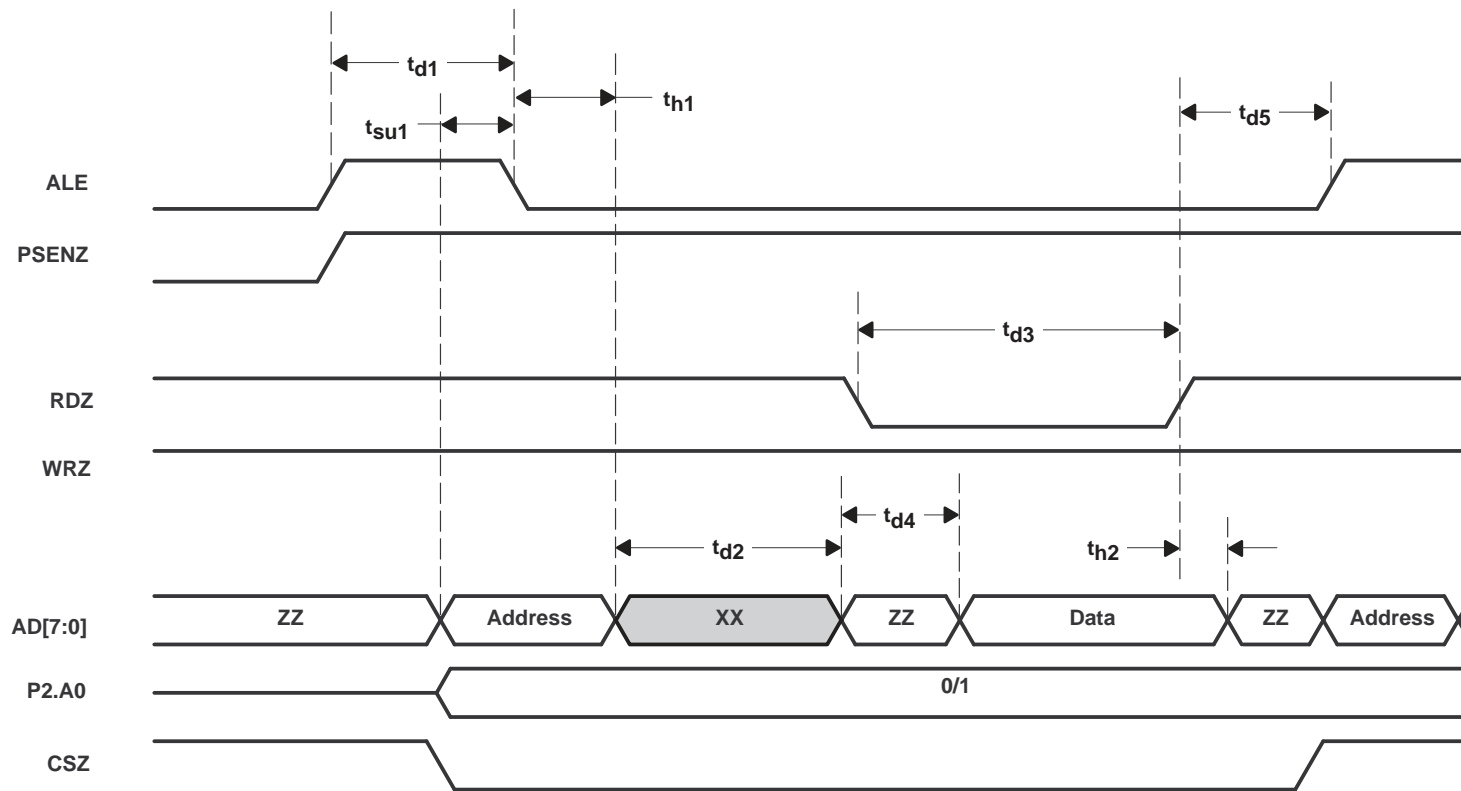 td1
th1
tsu1
td5
ALE
PSENZ
td3
RDZ
WRZ
td4
td2
th2
AD[7:0] ZZ Address XX ZZ Data ZZ Address
P2.A0 0/1
CSZ